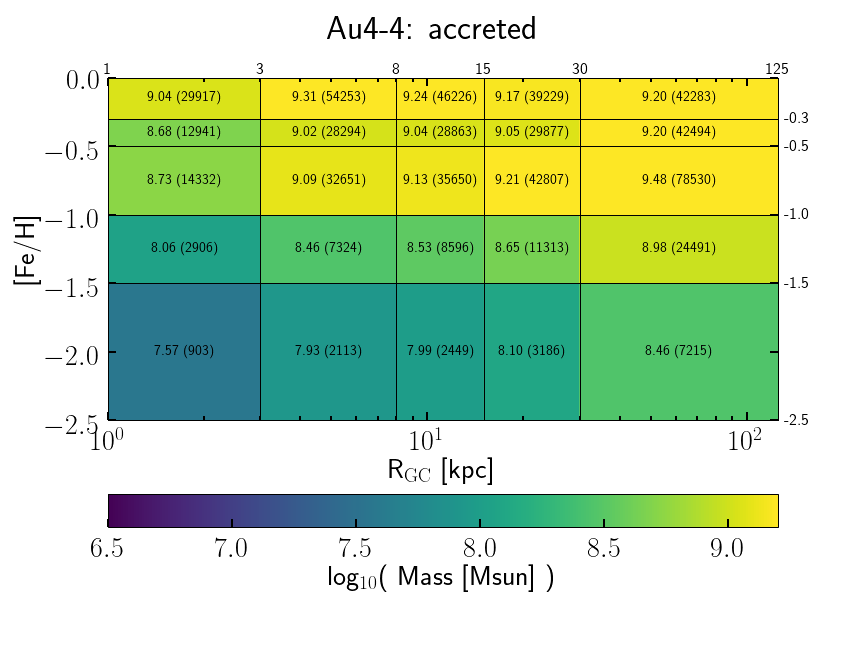 Au4-4: accreted
1 3 8 15 30 125
0.0 9.04 (29917) 9.31 (54253) 9.24 (46226) 9.17 (39229) 9.20 (42283)
-0.3
8.68 (12941) 9.02 (28294) 9.04 (28863) 9.05 (29877) 9.20 (42494)
−0.5 -0.5
8.73 (14332) 9.09 (32651) 9.13 (35650) 9.21 (42807) 9.48 (78530)
−1.0 -1.0
[Fe/H]
8.06 (2906) 8.46 (7324) 8.53 (8596) 8.65 (11313) 8.98 (24491)
−1.5 -1.5
−2.0 7.57 (903) 7.93 (2113) 7.99 (2449) 8.10 (3186) 8.46 (7215)
−2.5 -2.5
10⁰ 10¹ 10²
R_GC [kpc]
6.5 7.0 7.5 8.0 8.5 9.0
log₁₀( Mass [Msun] )